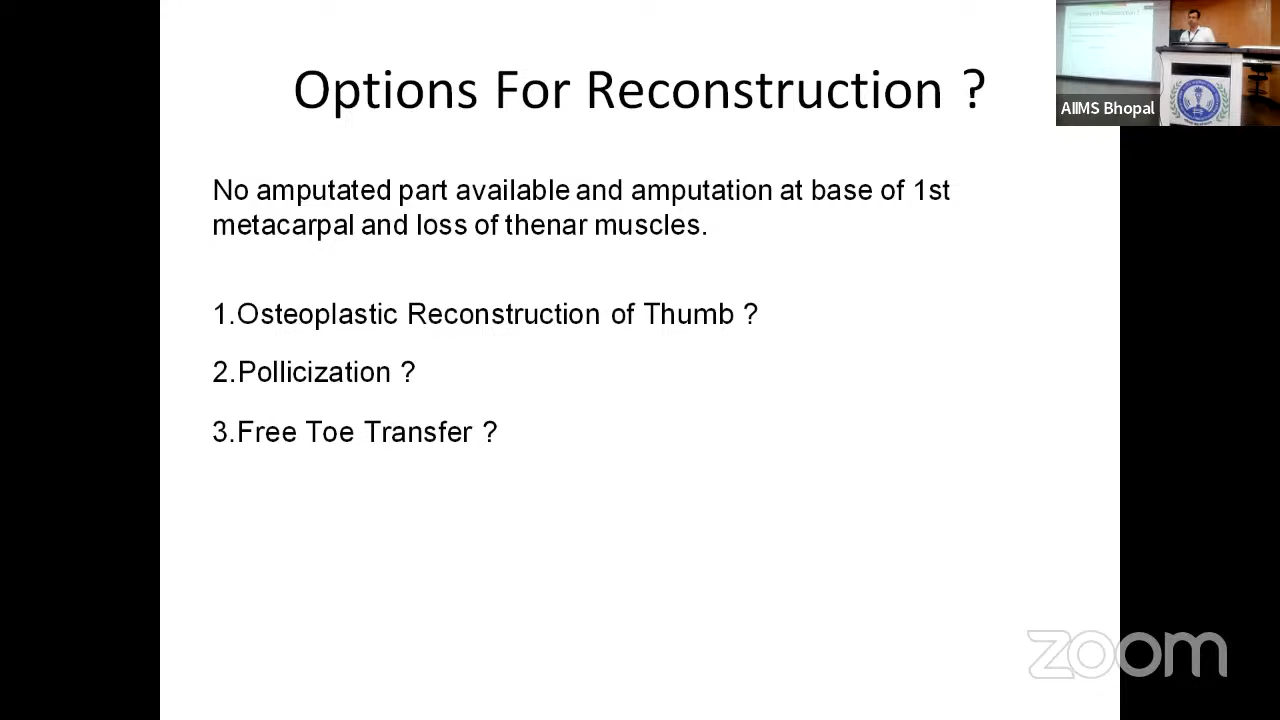 Options For Reconstruction ?
AIIMS Bhopal
No amputated part available and amputation at base of 1st
metacarpal and loss of thenar muscles.
1.Osteoplastic Reconstruction of Thumb ?
2.Pollicization ?
3.Free Toe Transfer ?
zoom